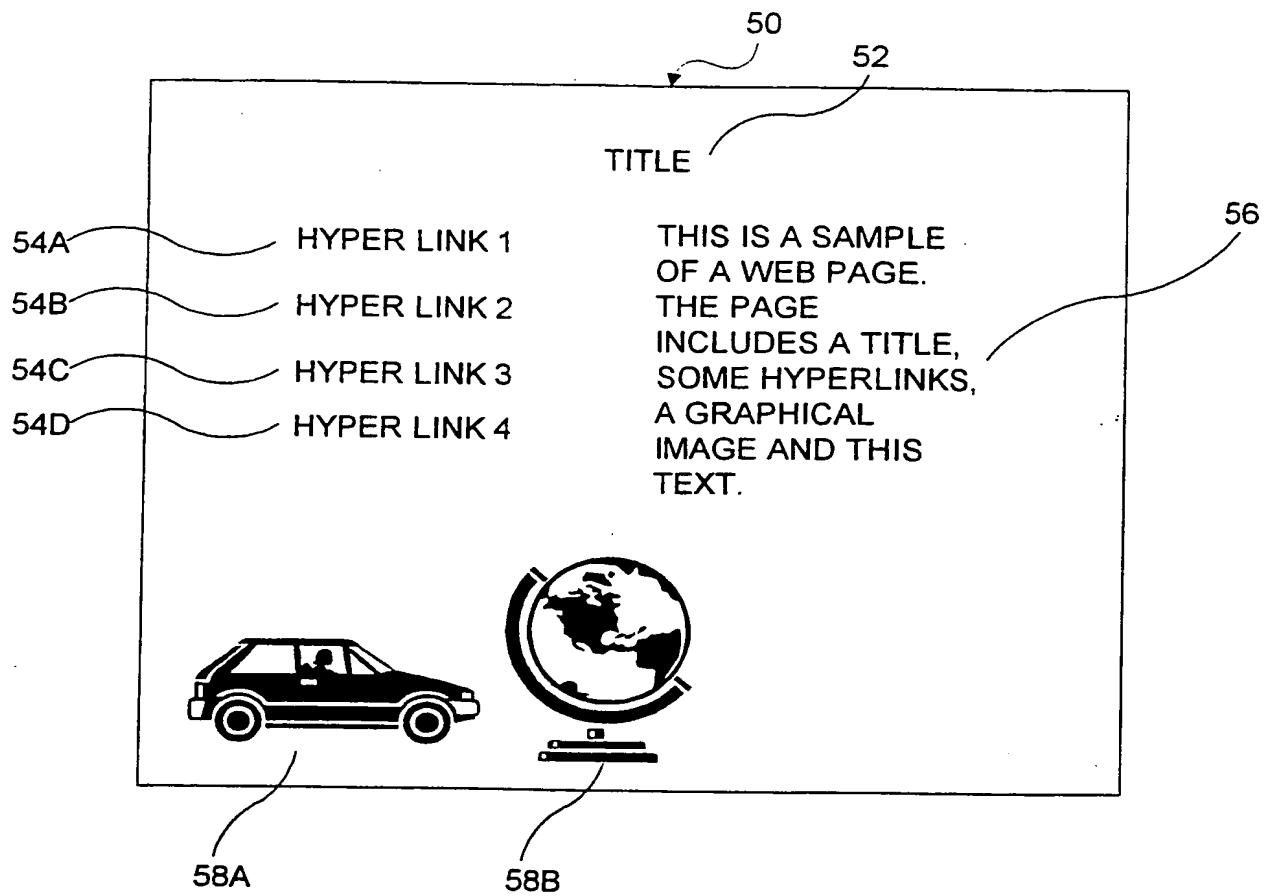 50
52
TITLE
54A
HYPER LINK 1
54B
HYPER LINK 2
54C
HYPER LINK 3
54D
HYPER LINK 4
THIS IS A SAMPLE
OF A WEB PAGE.
THE PAGE
INCLUDES A TITLE,
SOME HYPERLINKS,
A GRAPHICAL
IMAGE AND THIS
TEXT.
56
58A
58B